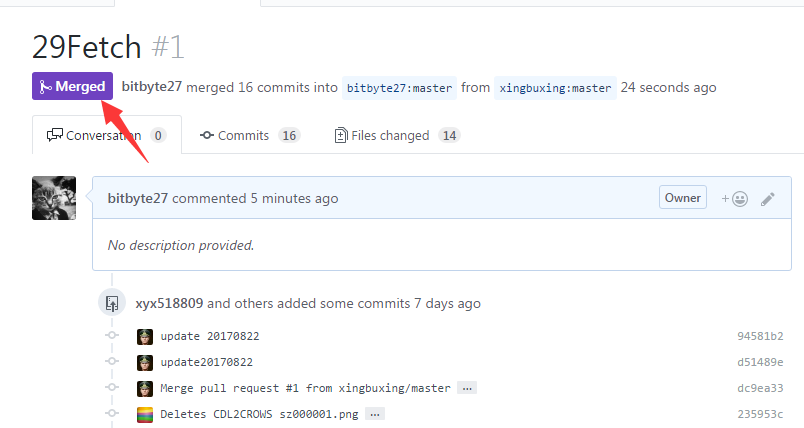 29Fetch #1
Merged bitbyte27 merged 16 commits into bitbyte27:master from xingbuxing:master 24 seconds ago
Conversation 0 Commits 16 Files changed 14
bitbyte27 commented 5 minutes ago Owner +
No description provided.
xyx518809 and others added some commits 7 days ago
update 20170822 94581b2
update20170822 d51489e
Merge pull request #1 from xingbuxing/master … dc9ea33
Deletes CDL2CROWS sz000001.png … 235953c